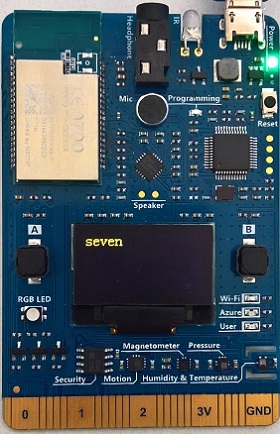 Headphone
IR
Power
Mic
Programming
Reset
Speaker
A
B
seven
RGB LED
Wi-Fi
Azure
User
Magnetometer
Pressure
Security
Motion
Humidity & Temperature
0
1
2
3V
GND